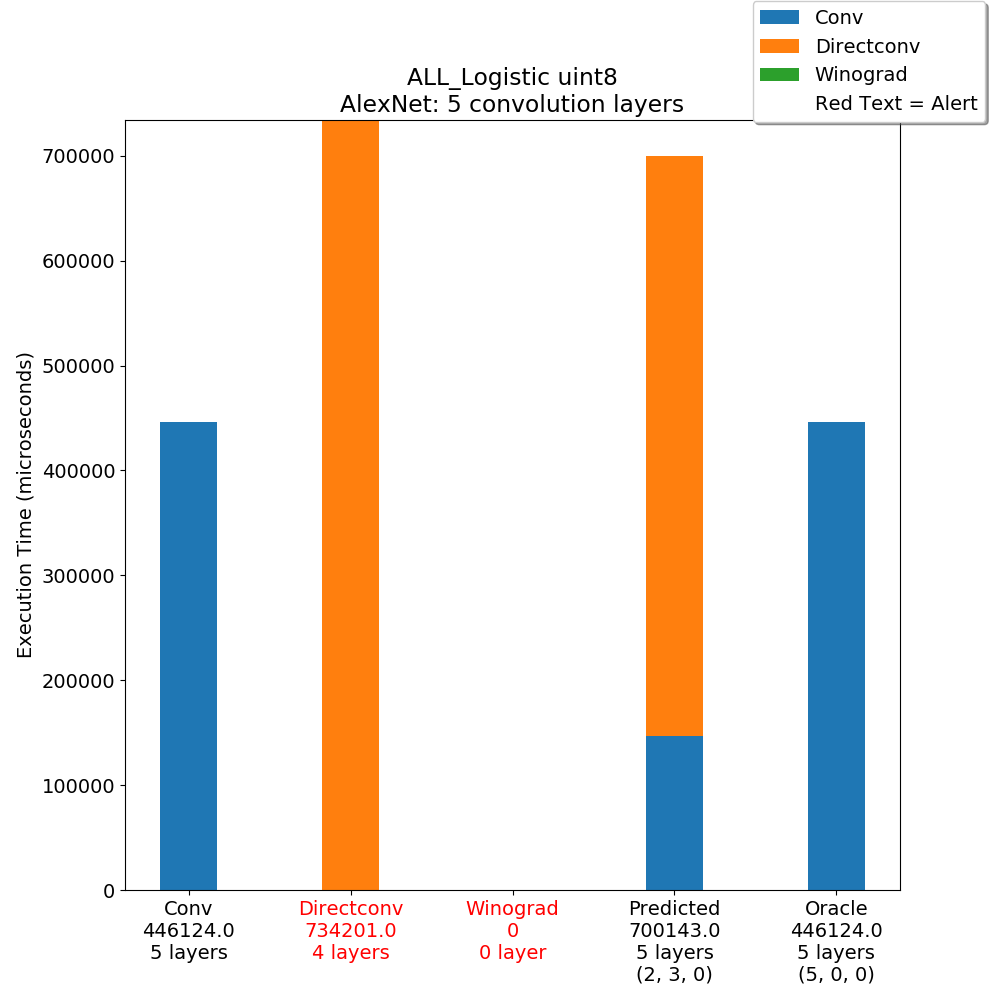 Conv
Directconv
Winograd
Red Text = Alert
ALL_Logistic uint8
AlexNet: 5 convolution layers
Execution Time (microseconds)
700000
600000
500000
400000
300000
200000
100000
0
Conv
446124.0
5 layers
Directconv
734201.0
4 layers
Winograd
0
0 layer
Predicted
700143.0
5 layers
(2, 3, 0)
Oracle
446124.0
5 layers
(5, 0, 0)